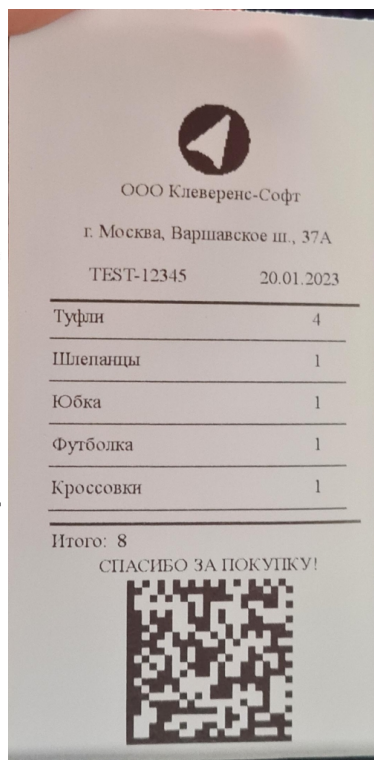 ООО Клеверенс-Софт
г. Москва, Варшавское ш., 37А
TEST-12345 20.01.2023
Туфли 4
Шлепанцы 1
Юбка 1
Футболка 1
Кроссовки 1
Итого: 8
СПАСИБО ЗА ПОКУПКУ!